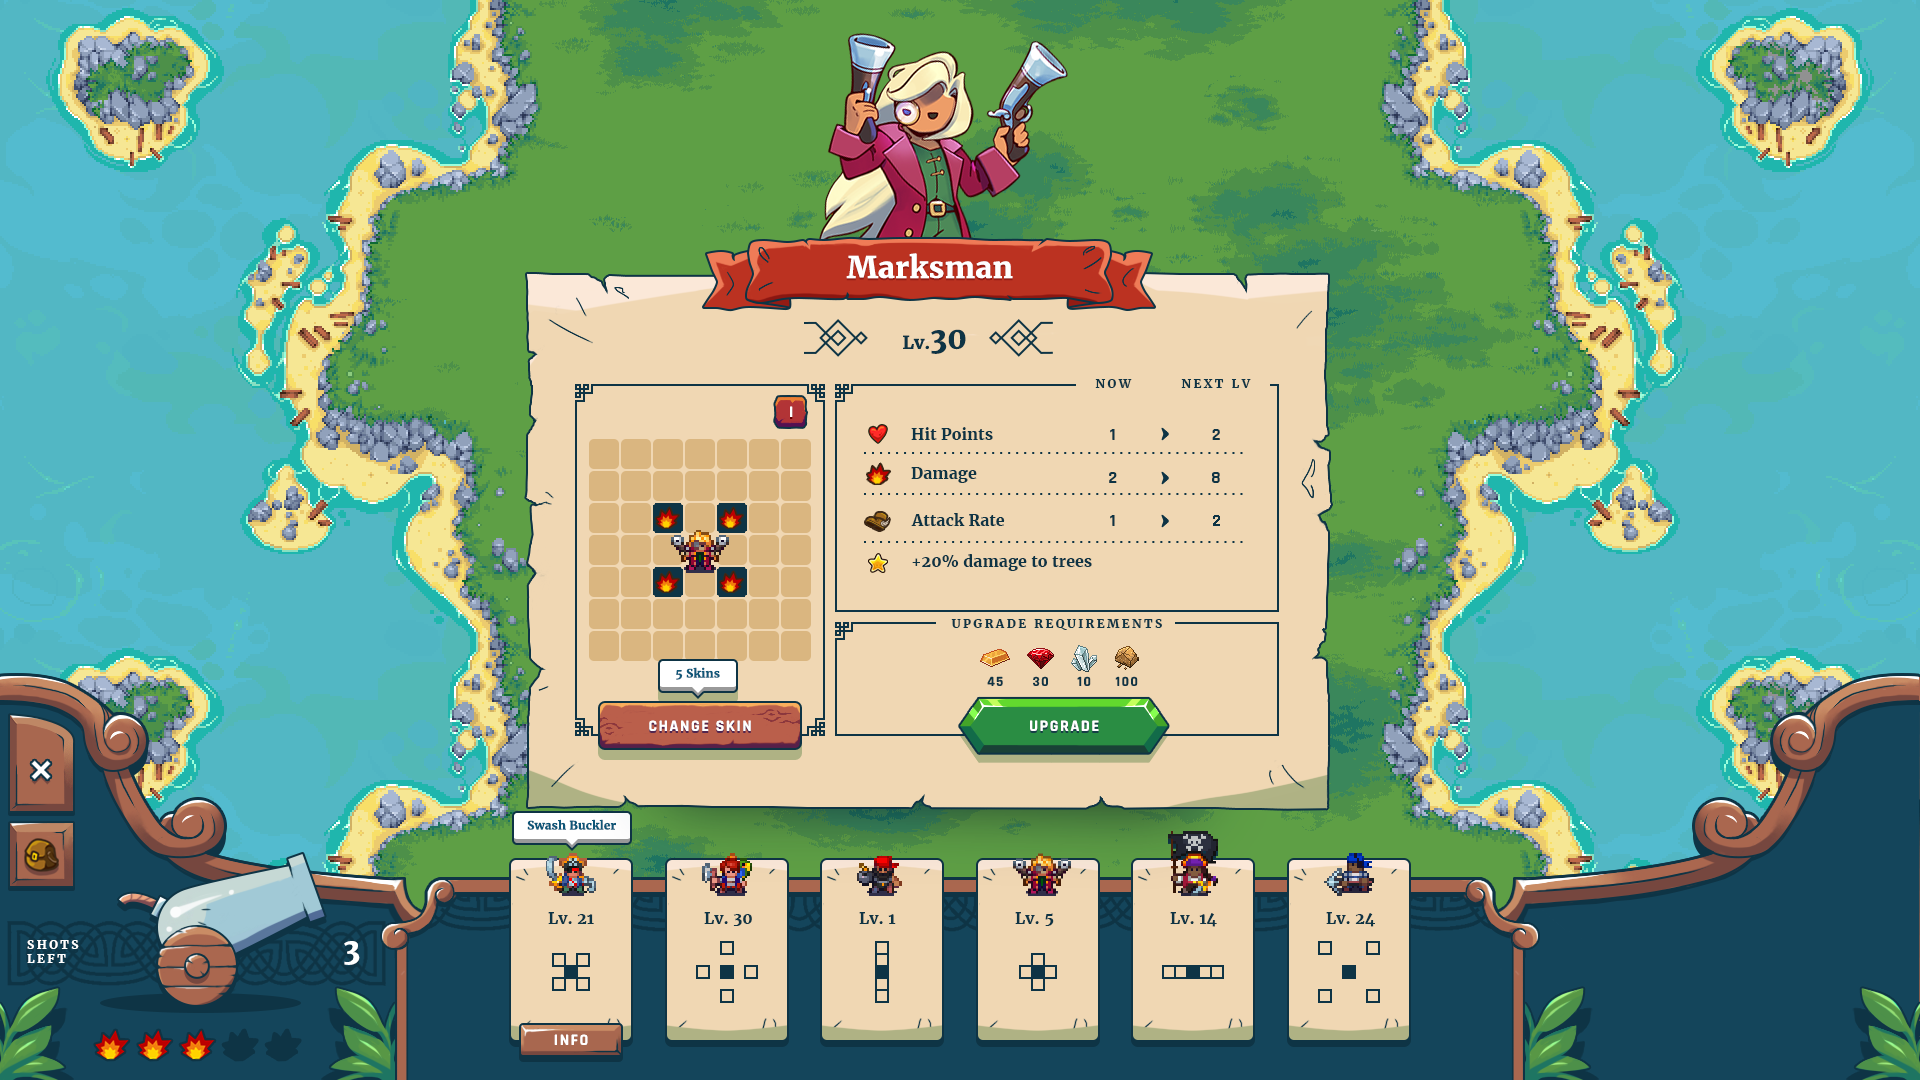 Marksman
Lv.30
NOW NEXT LV
I
Hit Points 1 2
Damage 2 8
Attack Rate 1 2
+20% damage to trees
UPGRADE REQUIREMENTS
45 30 10 100
5 Skins
CHANGE SKIN
UPGRADE
Swash Buckler
Lv. 21
Lv. 30
Lv. 1
Lv. 5
Lv. 14
Lv. 24
SHOTS
LEFT
3
INFO